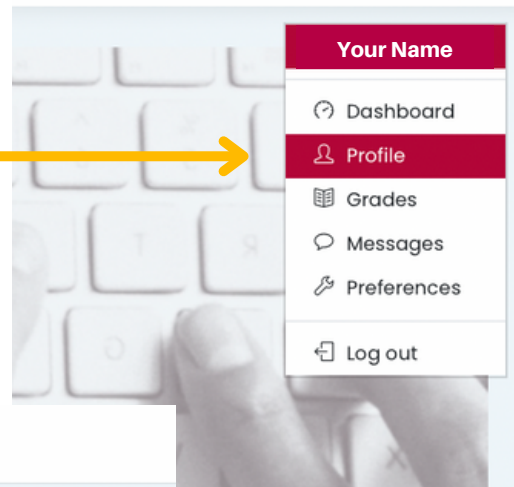 Your Name
Dashboard
Profile
Grades
Messages
Preferences
Log out